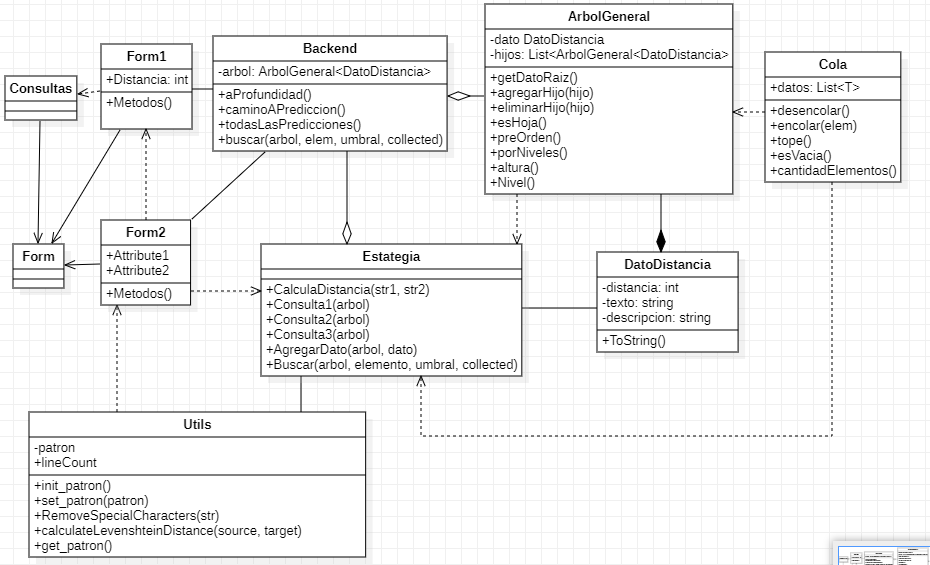 Consultas
Form1
+Distancia: int
+Metodos()
Backend
-arbol: ArbolGeneral<DatoDistancia>
+aProfundidad()
+caminoAPrediccion()
+todasLasPredicciones()
+buscar(arbol, elem, umbral, collected)
ArbolGeneral
-dato DatoDistancia
-hijos: List<ArbolGeneral<DatoDistancia>
+getDatoRaiz()
+agregarHijo(hijo)
+eliminarHijo(hijo)
+esHoja()
+preOrden()
+porNiveles()
+altura()
+Nivel()
Cola
+datos: List<T>
+desencolar()
+encolar(elem)
+tope()
+esVacia()
+cantidadElementos()
Form
Form2
+Attribute1
+Attribute2
+Metodos()
Estategia
+CalculaDistancia(str1, str2)
+Consulta1(arbol)
+Consulta2(arbol)
+Consulta3(arbol)
+AgregarDato(arbol, dato)
+Buscar(arbol, elemento, umbral, collected)
DatoDistancia
-distancia: int
-texto: string
-descripcion: string
+ToString()
Utils
-patron
+lineCount
+init_patron()
+set_patron(patron)
+RemoveSpecialCharacters(str)
+calculateLevenshteinDistance(source, target)
+get_patron()